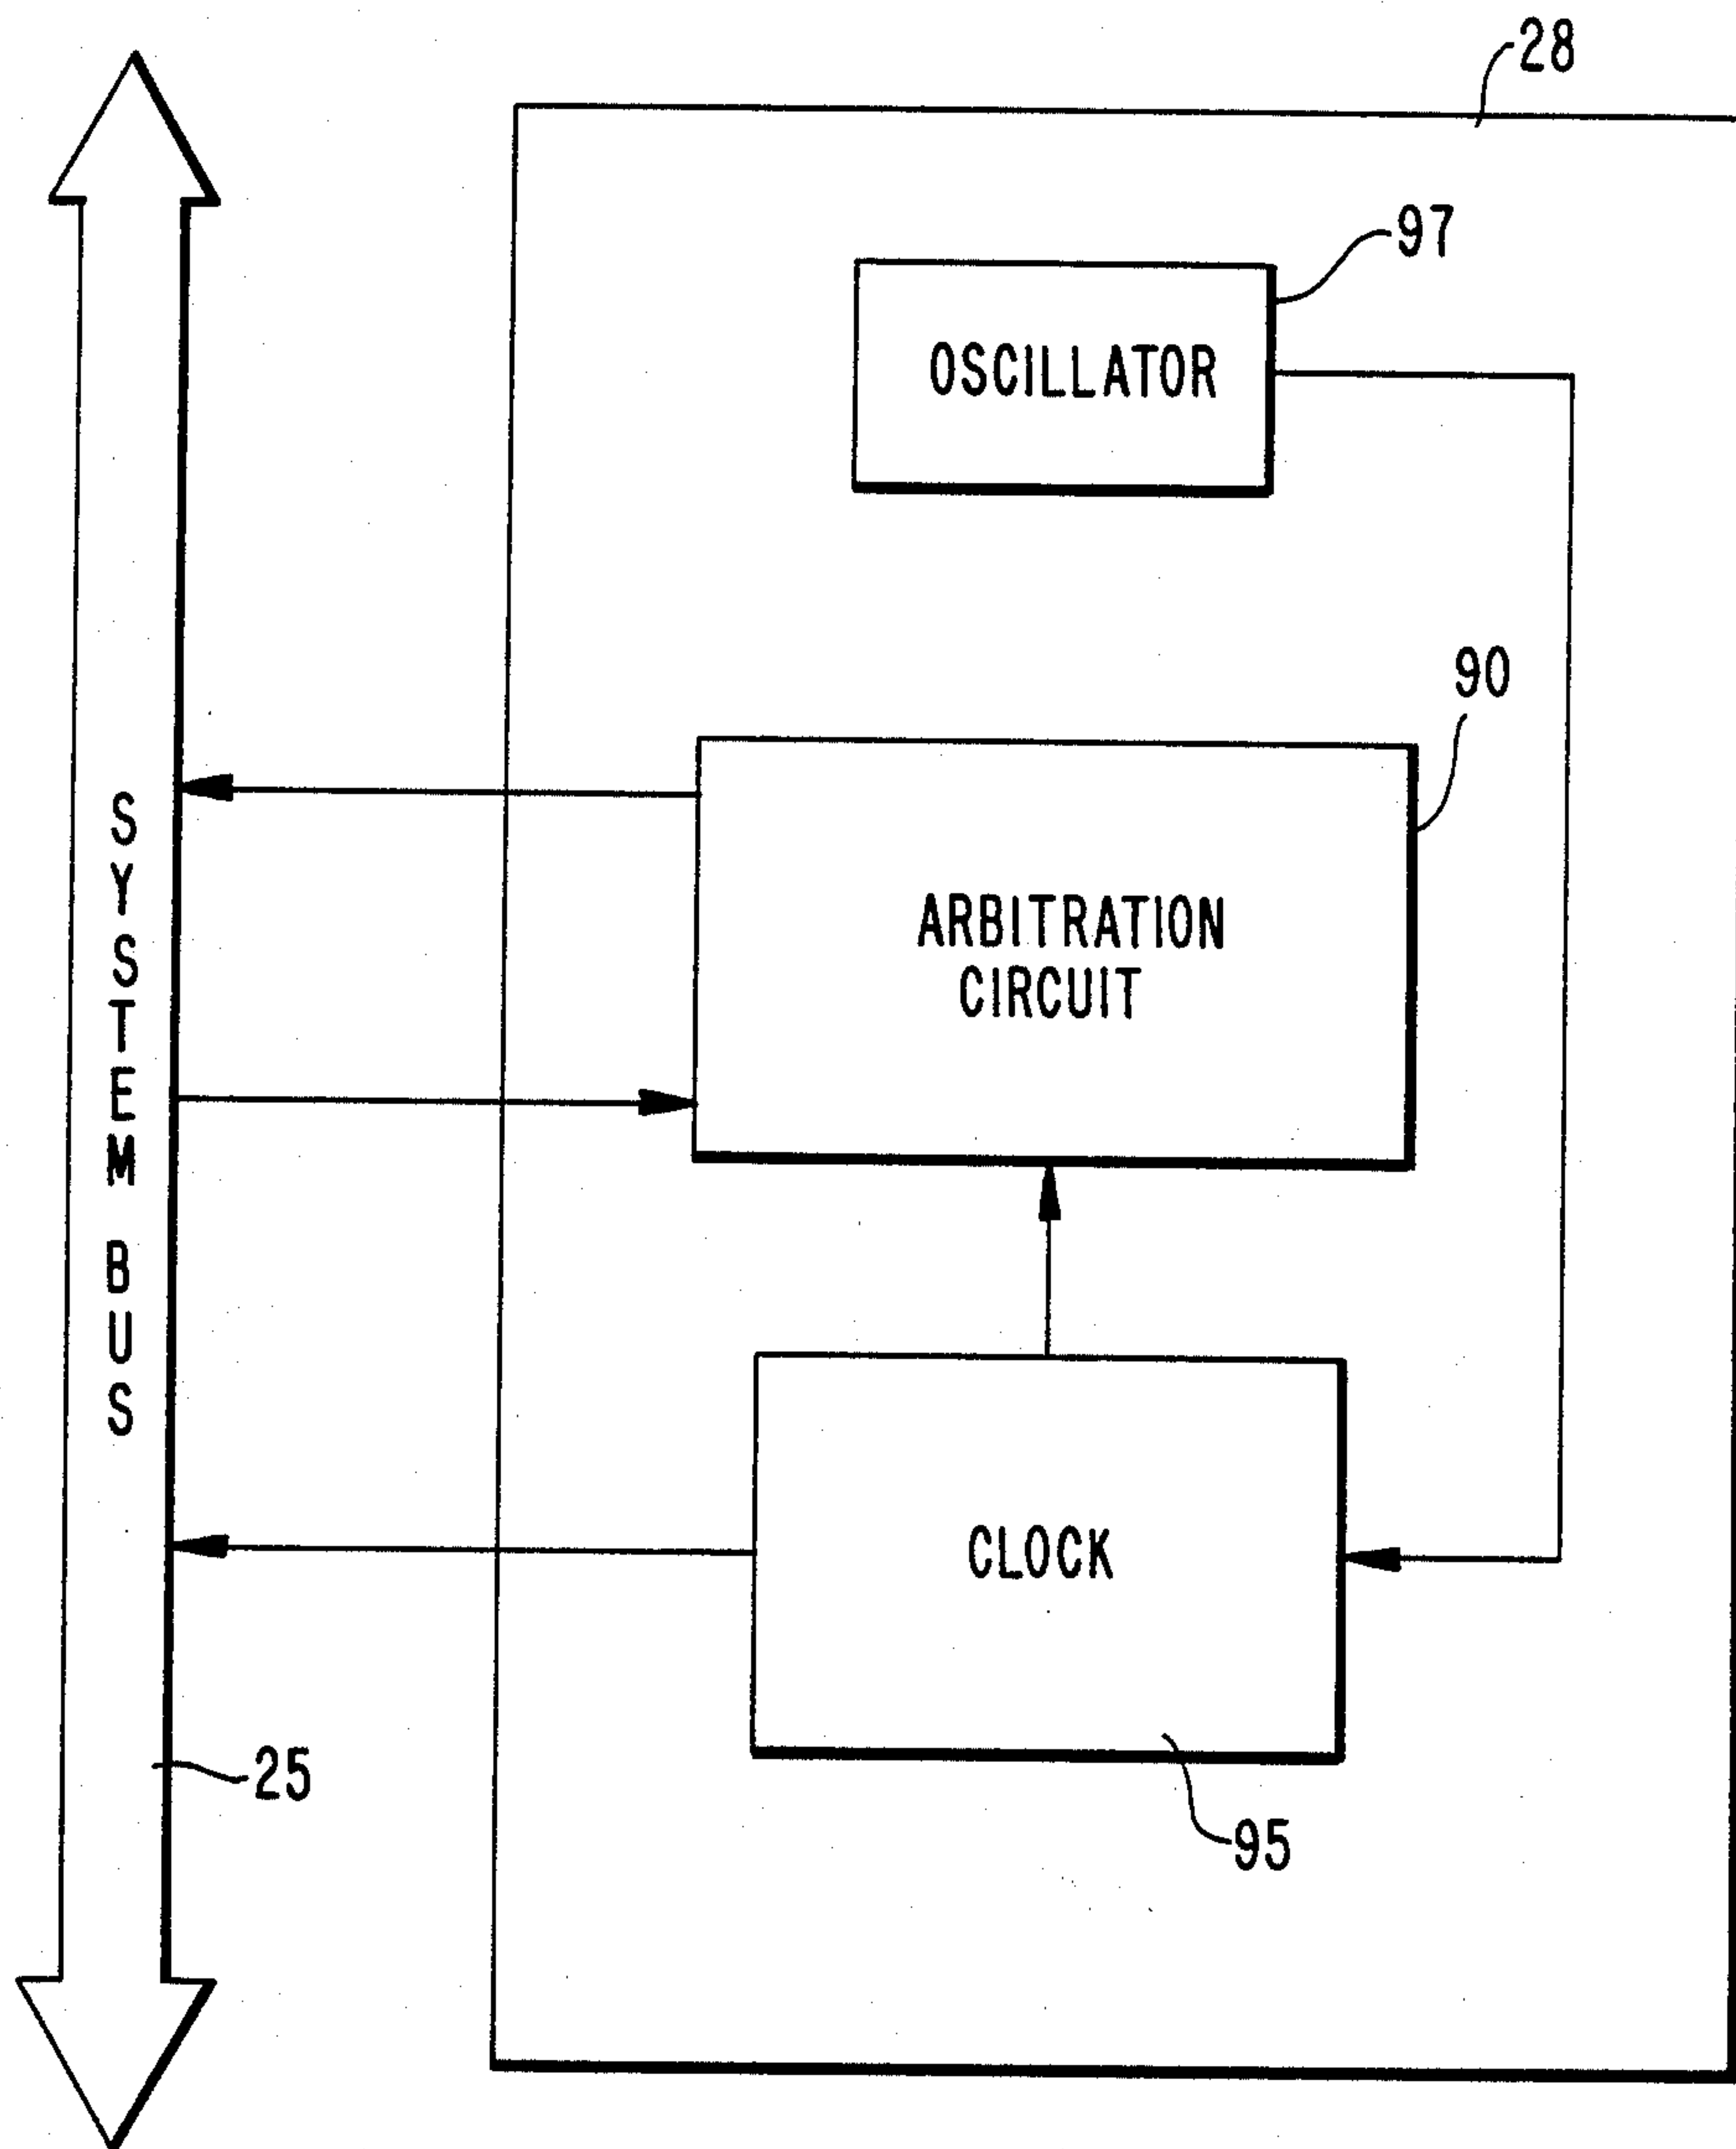 28
97
OSCILLATOR
90
ARBITRATION
CIRCUIT
SYSTEM BUS
CLOCK
25
95